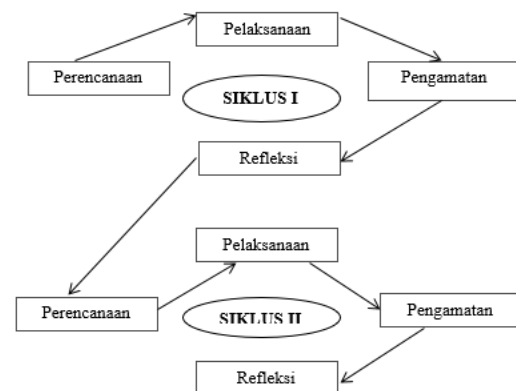 Pelaksanaan
Perencanaan
Pengamatan
SIKLUS I
Refleksi
Pelaksanaan
Perencanaan
Pengamatan
SIKLUS II
Refleksi